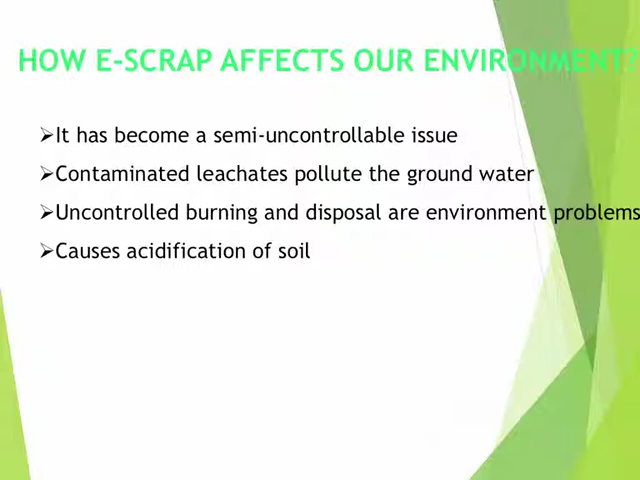 HOW E-SCRAP AFFECTS OUR ENVIRONMENT?
➢It has become a semi-uncontrollable issue
➢Contaminated leachates pollute the ground water
➢Uncontrolled burning and disposal are environment problems
➢Causes acidification of soil